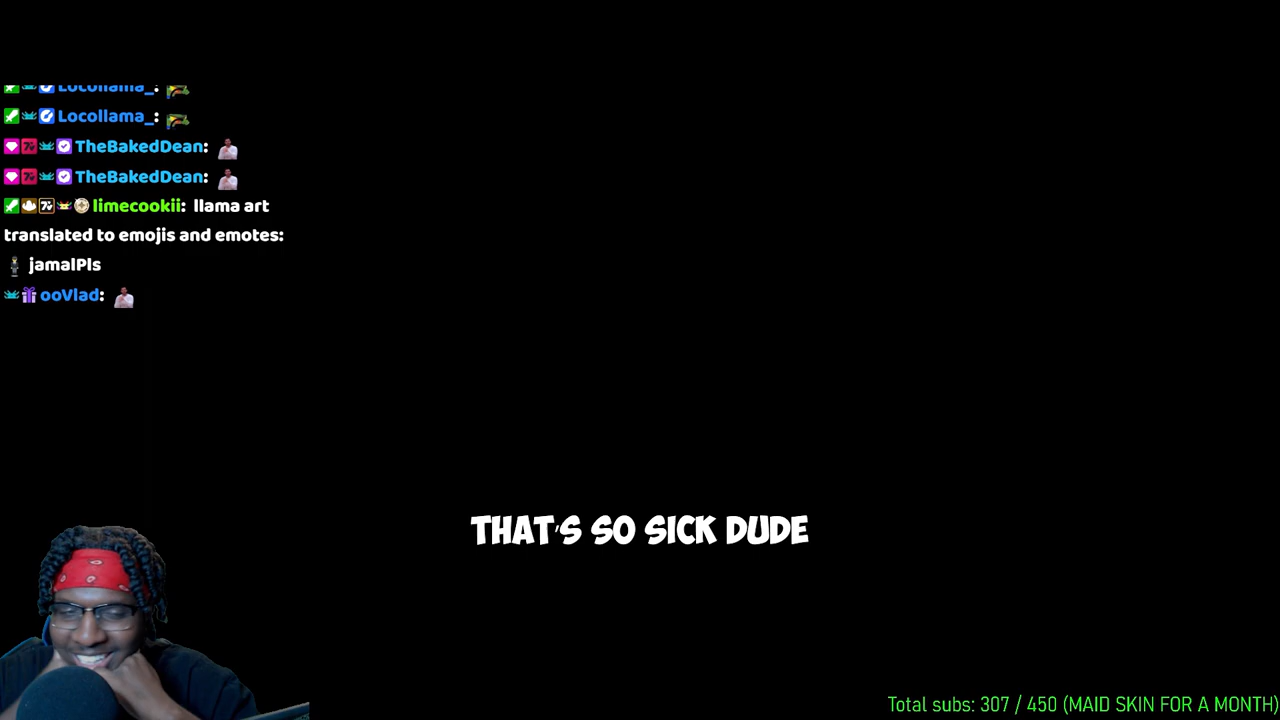 Locollama_:
Locollama_:
TheBakedDean:
TheBakedDean:
limecookii: llama art
translated to emojis and emotes:
jamalPls
ooVlad:
THAT'S SO SICK DUDE
Total subs: 307 / 450 (MAID SKIN FOR A MONTH)